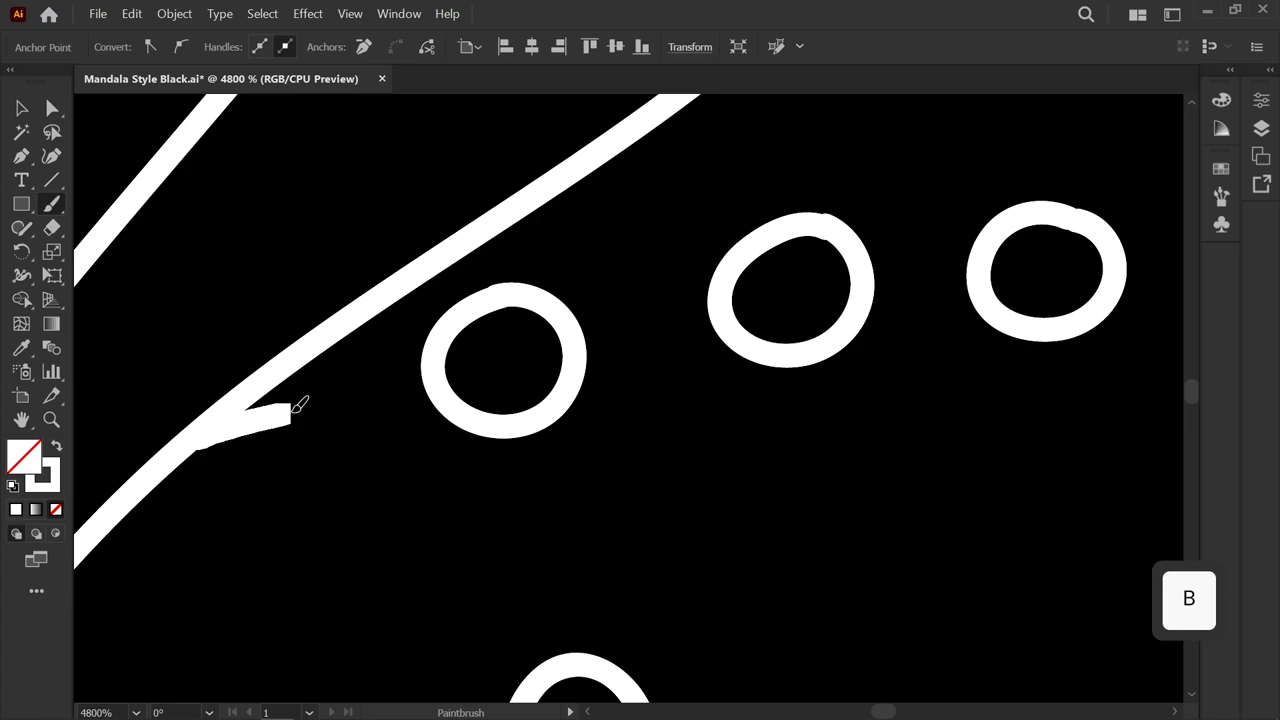 Ai File Edit Object Type Select Effect View Window Help
Anchor Point Convert: Handles: Anchors: Transform
Mandala Style Black.ai* @ 4800 % (RGB/CPU Preview)
T
B
4800% 0° 1 Paintbrush